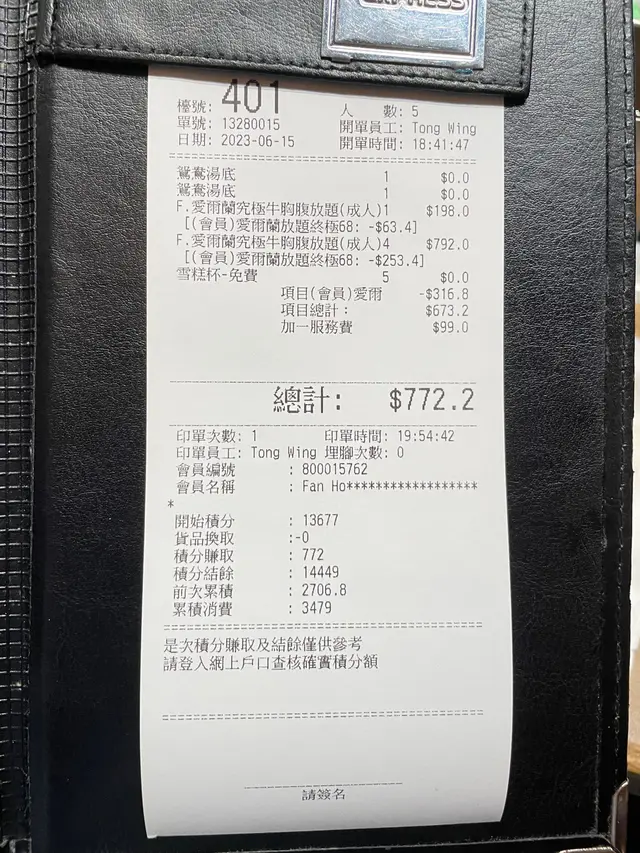 EXPRESS
檯號: 401
人 數: 5
單號: 13280015
開單員工: Tong Wing
日期: 2023-06-15
開單時間: 18:41:47
鴛鴦湯底 1 $0.0
鴛鴦湯底 1 $0.0
F.愛爾蘭究極牛胸腹放題(成人)1 $198.0
[(會員)愛爾蘭放題終極68: -$63.4]
F.愛爾蘭究極牛胸腹放題(成人)4 $792.0
[(會員)愛爾蘭放題終極68: -$253.4]
雪糕杯-免費 5 $0.0
項目(會員)愛爾 -$316.8
項目總計: $673.2
加一服務費 $99.0
總計: $772.2
印單次數: 1 印單時間: 19:54:42
印單員工: Tong Wing 埋腳次數: 0
會員編號 : 800015762
會員名稱 : Fan Ho******************
*
開始積分 : 13677
貨品換取 :-0
積分賺取 : 772
積分結餘 : 14449
前次累積 : 2706.8
累積消費 : 3479
是次積分賺取及結餘僅供參考
請登入網上戶口查核確實積分額
請簽名